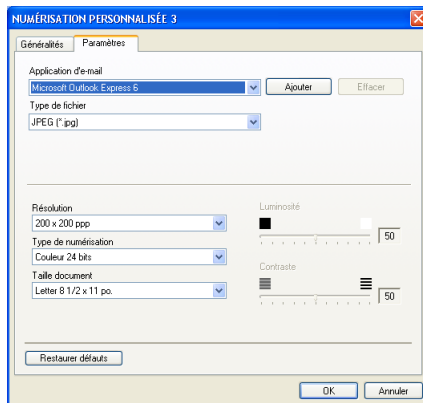 NUMÉRISATION PERSONNALISÉE 3
Généralités Paramètres
Application d'e-mail
Microsoft Outlook Express 6 Ajouter Effacer
Type de fichier
JPEG (*.jpg)
Résolution Luminosité
200 x 200 ppp
50
Type de numérisation
Couleur 24 bits
Taille document Contraste
Letter 8 1/2 x 11 po.
50
Restaurer défauts
OK Annuler